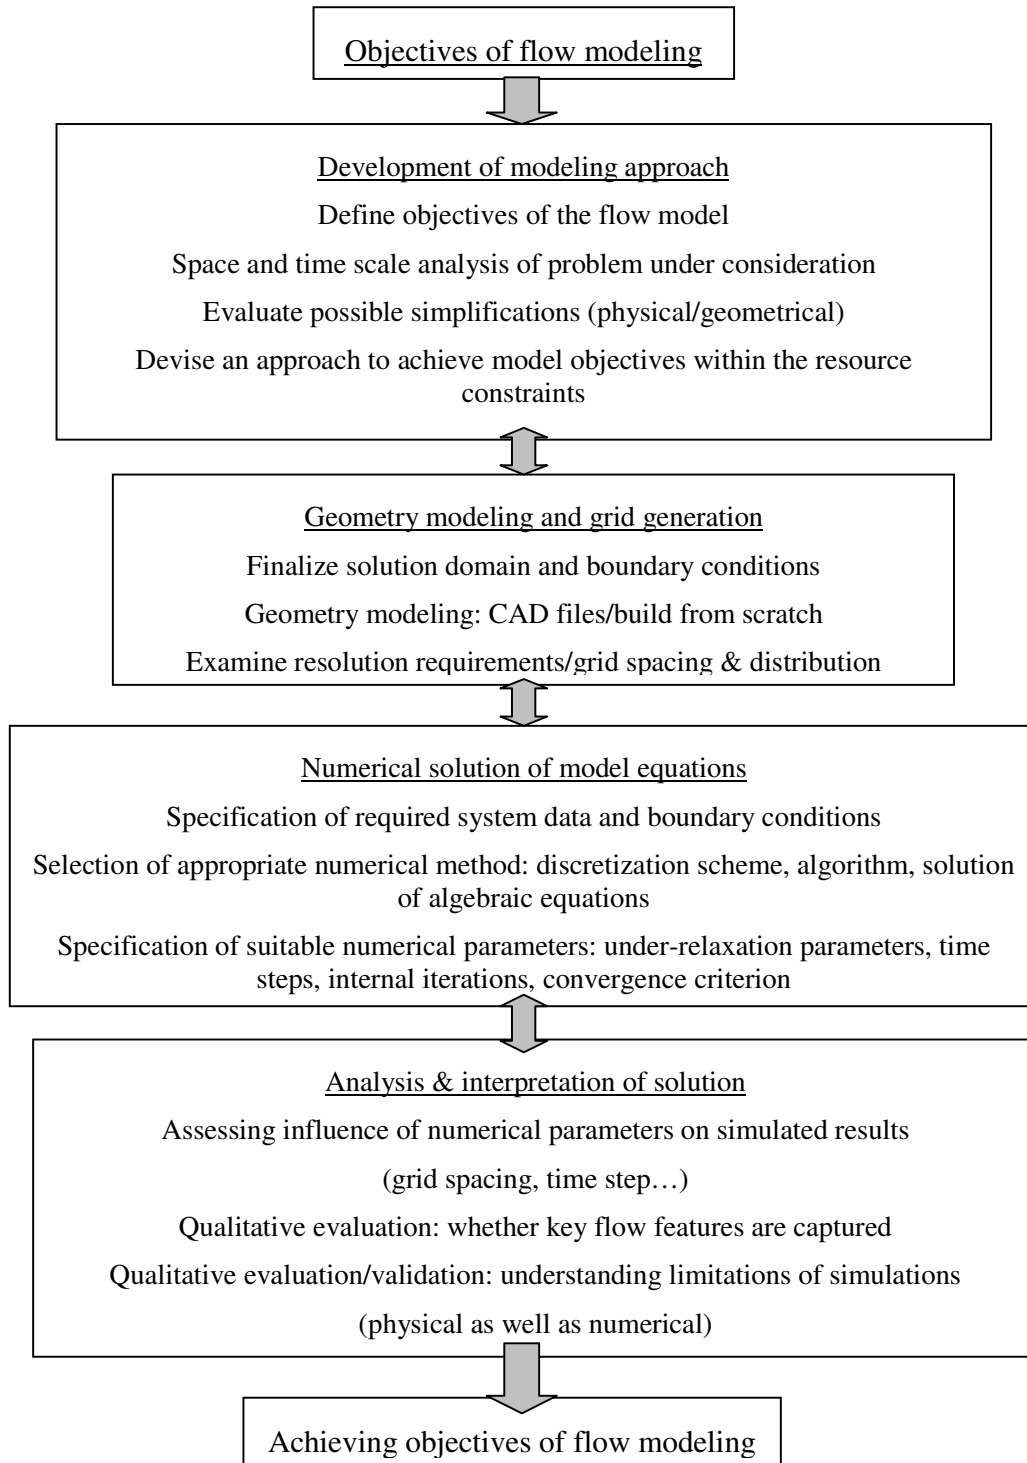 Objectives of flow modeling
Development of modeling approach
Define objectives of the flow model
Space and time scale analysis of problem under consideration
Evaluate possible simplifications (physical/geometrical)
Devise an approach to achieve model objectives within the resource
constraints
Geometry modeling and grid generation
Finalize solution domain and boundary conditions
Geometry modeling: CAD files/build from scratch
Examine resolution requirements/grid spacing & distribution
Numerical solution of model equations
Specification of required system data and boundary conditions
Selection of appropriate numerical method: discretization scheme, algorithm, solution
of algebraic equations
Specification of suitable numerical parameters: under-relaxation parameters, time
steps, internal iterations, convergence criterion
Analysis & interpretation of solution
Assessing influence of numerical parameters on simulated results
(grid spacing, time step…)
Qualitative evaluation: whether key flow features are captured
Qualitative evaluation/validation: understanding limitations of simulations
(physical as well as numerical)
Achieving objectives of flow modeling